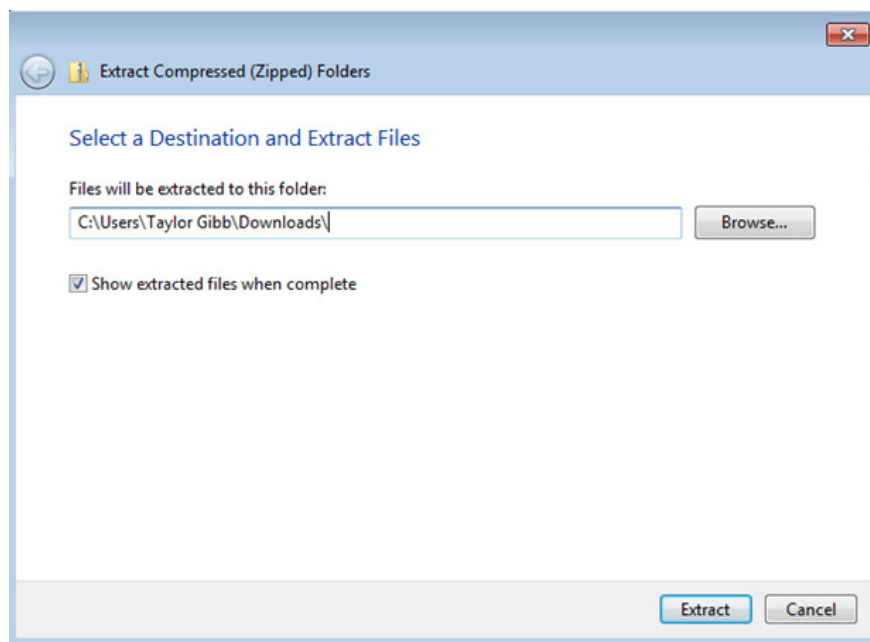 Extract Compressed (Zipped) Folders
Select a Destination and Extract Files
Files will be extracted to this folder:
C:\Users\Taylor Gibb\Downloads\
Browse...
Show extracted files when complete
Extract
Cancel